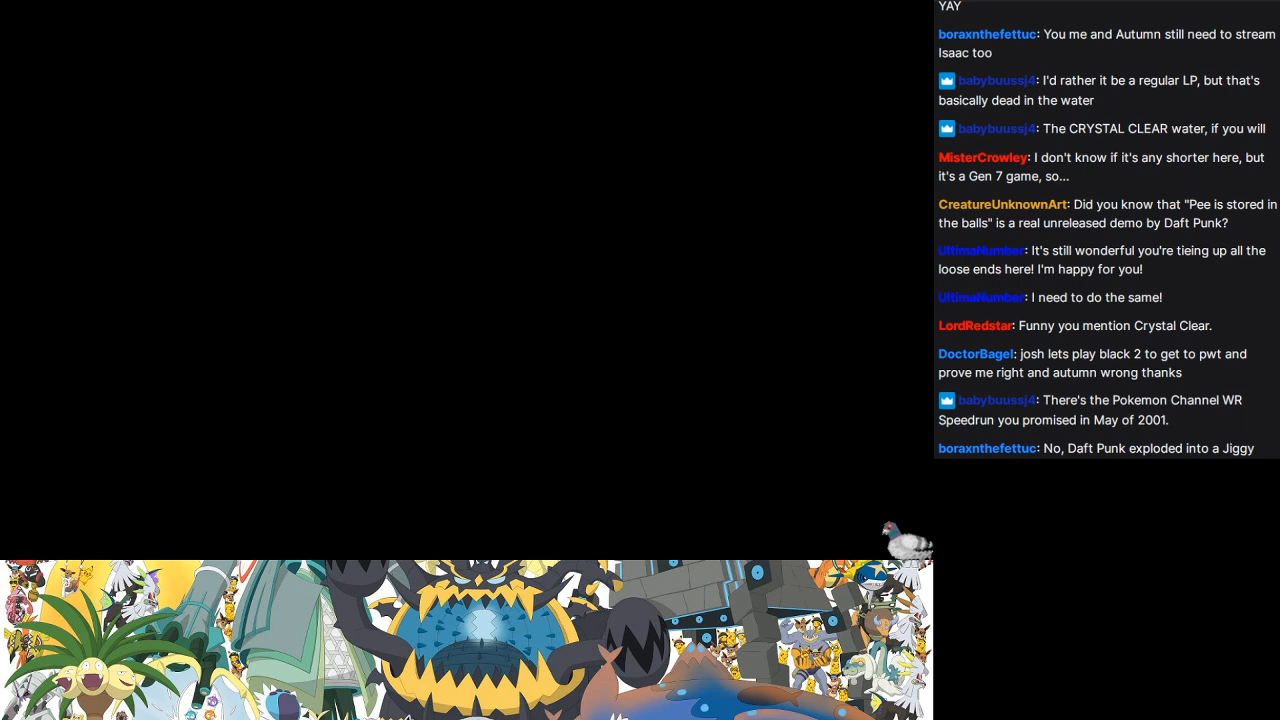 YAY
boraxnthefettuc: You me and Autumn still need to stream
Isaac too
babybuussj4: I'd rather it be a regular LP, but that's
basically dead in the water
babybuussj4: The CRYSTAL CLEAR water, if you will
MisterCrowley: I don't know if it's any shorter here, but
it's a Gen 7 game, so...
CreatureUnknownArt: Did you know that "Pee is stored in
the balls" is a real unreleased demo by Daft Punk?
UltimaNumber: It's still wonderful you're tieing up all the
loose ends here! I'm happy for you!
UltimaNumber: I need to do the same!
LordRedstar: Funny you mention Crystal Clear.
DoctorBagel: josh lets play black 2 to get to pwt and
prove me right and autumn wrong thanks
babybuussj4: There's the Pokemon Channel WR
Speedrun you promised in May of 2001.
boraxnthefettuc: No, Daft Punk exploded into a Jiggy